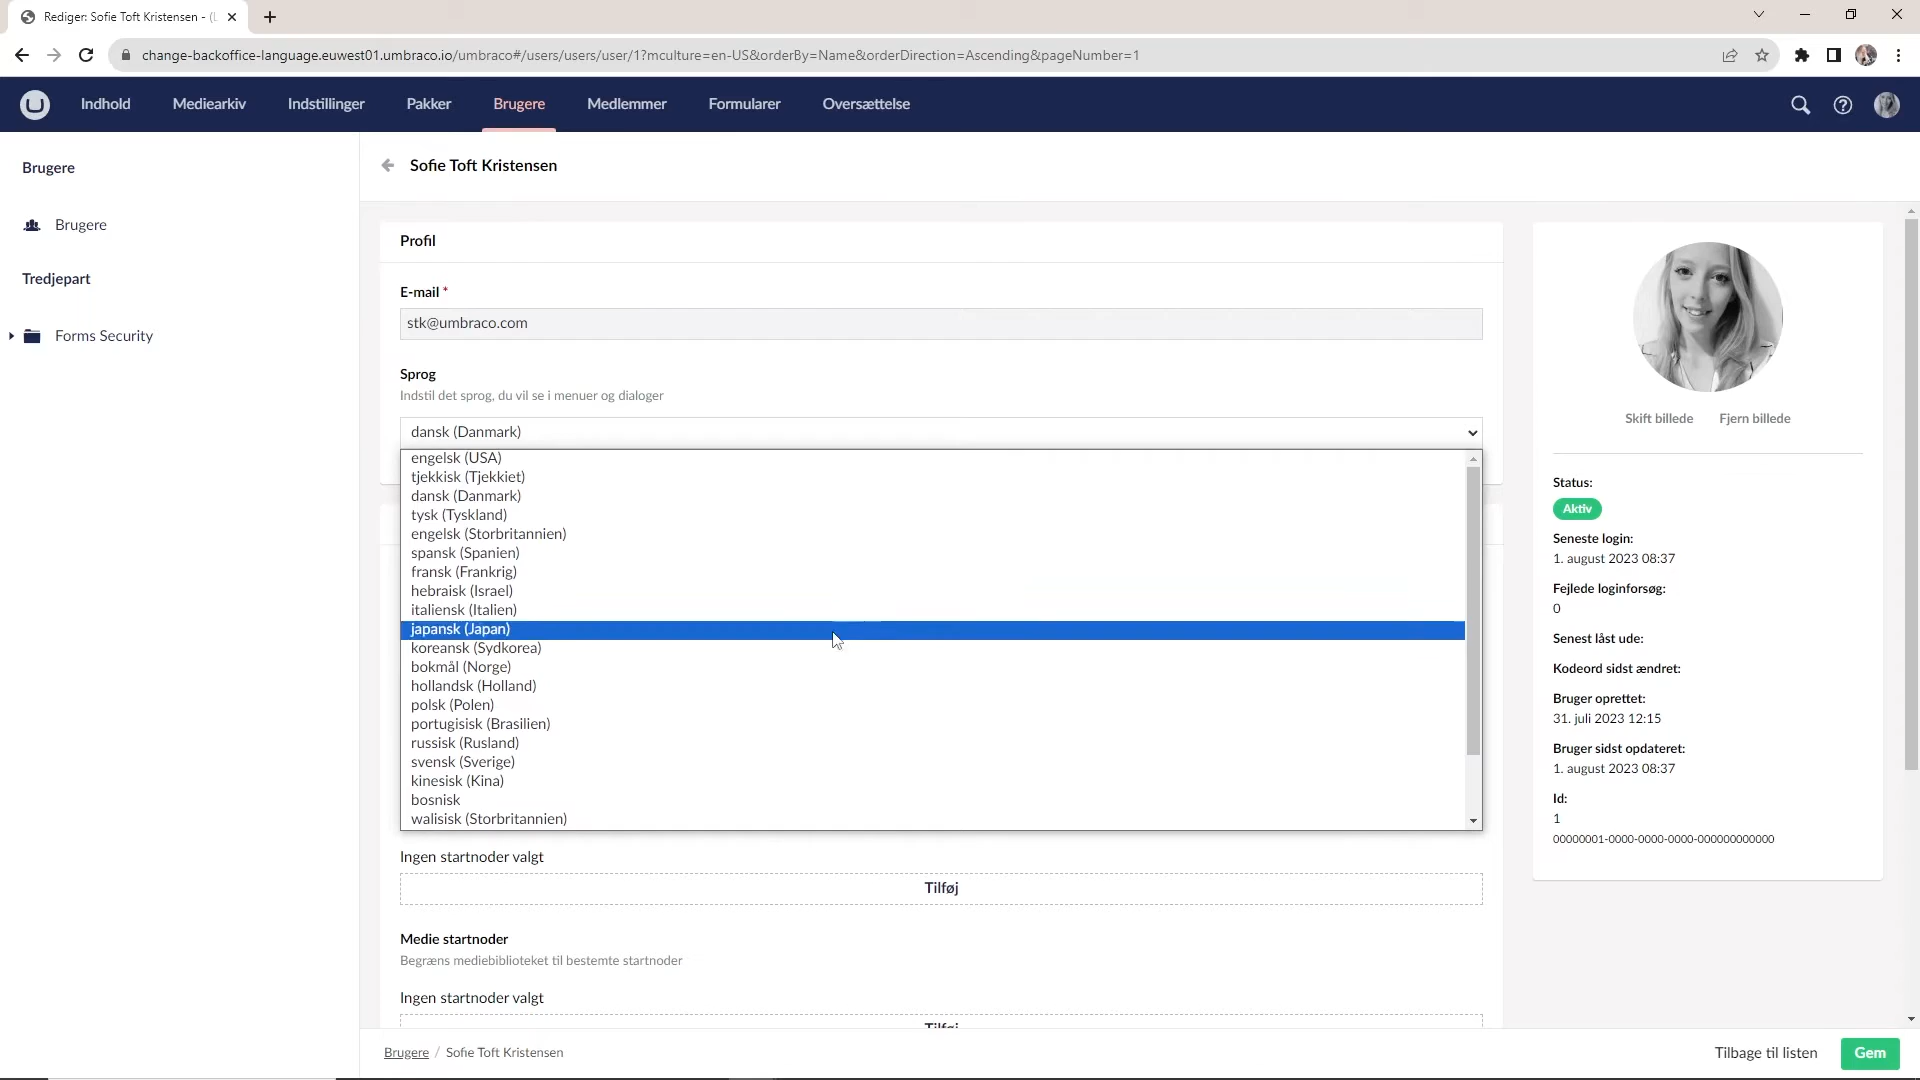 Rediger: Sofie Toft Kristensen - (L
change-backoffice-language.euwest01.umbraco.io/umbraco#/users/users/user/1?mculture=en-US&orderBy=Name&orderDirection=Ascending&pageNumber=1
Indhold Mediearkiv Indstillinger Pakker Brugere Medlemmer Formularer Oversættelse
Brugere
Brugere
Tredjepart
Forms Security
Sofie Toft Kristensen
Profil
E-mail *
stk@umbraco.com
Sprog
Indstil det sprog, du vil se i menuer og dialoger
dansk (Danmark)
engelsk (USA)
tjekkisk (Tjekkiet)
dansk (Danmark)
tysk (Tyskland)
engelsk (Storbritannien)
spansk (Spanien)
fransk (Frankrig)
hebraisk (Israel)
italiensk (Italien)
japansk (Japan)
koreansk (Sydkorea)
bokmål (Norge)
hollandsk (Holland)
polsk (Polen)
portugisisk (Brasilien)
russisk (Rusland)
svensk (Sverige)
kinesisk (Kina)
bosnisk
walisisk (Storbritannien)
Ingen startnoder valgt
Tilføj
Medie startnoder
Begræns mediebiblioteket til bestemte startnoder
Ingen startnoder valgt
Tilføj
Skift billede Fjern billede
Status:
Aktiv
Seneste login:
1. august 2023 08:37
Fejlede loginforsøg:
0
Senest låst ude:
Kodeord sidst ændret:
Bruger oprettet:
31. juli 2023 12:15
Bruger sidst opdateret:
1. august 2023 08:37
Id:
1
00000001-0000-0000-0000-000000000000
Brugere / Sofie Toft Kristensen
Tilbage til listen Gem